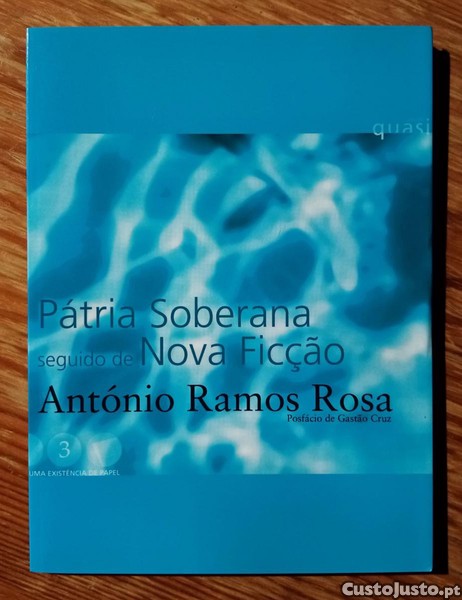 quasi
Pátria Soberana
seguido de Nova Ficção
António Ramos Rosa
Posfácio de Gastão Cruz
3
UMA EXISTÊNCIA DE PAPEL
CustoJusto.pt